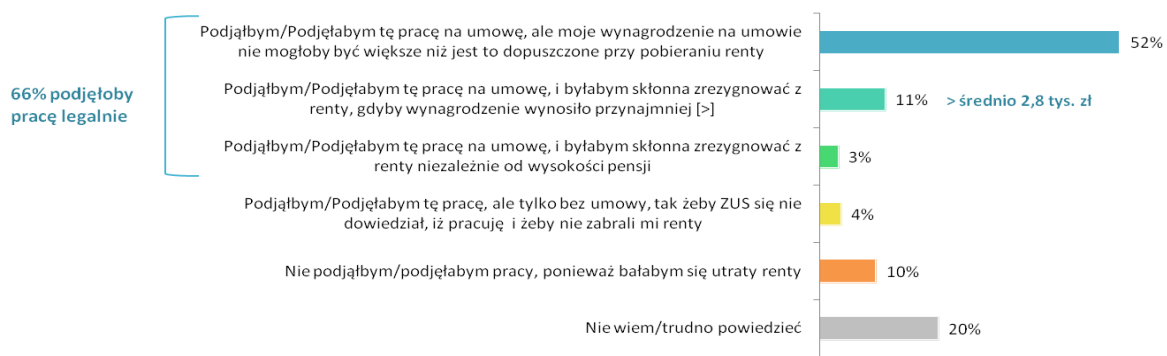 66% podjęłoby
pracę legalnie
Podjąłbym/Podjęłabym tę pracę na umowę, ale moje wynagrodzenie na umowie
nie mogłoby być większe niż jest to dopuszczone przy pobieraniu renty
52%
Podjąłbym/Podjęłabym tę pracę na umowę, i byłabym skłonna zrezygnować z
renty, gdyby wynagrodzenie wynosiło przynajmniej [>]
11%
> średnio 2,8 tys. zł
Podjąłbym/Podjęłabym tę pracę na umowę, i byłabym skłonna zrezygnować z
renty niezależnie od wysokości pensji
3%
Podjąłbym/Podjęłabym tę pracę, ale tylko bez umowy, tak żeby ZUS się nie
dowiedział, iż pracuję i żeby nie zabrali mi renty
4%
Nie podjąłbym/podjęłabym pracy, ponieważ bałabym się utraty renty
10%
Nie wiem/trudno powiedzieć
20%